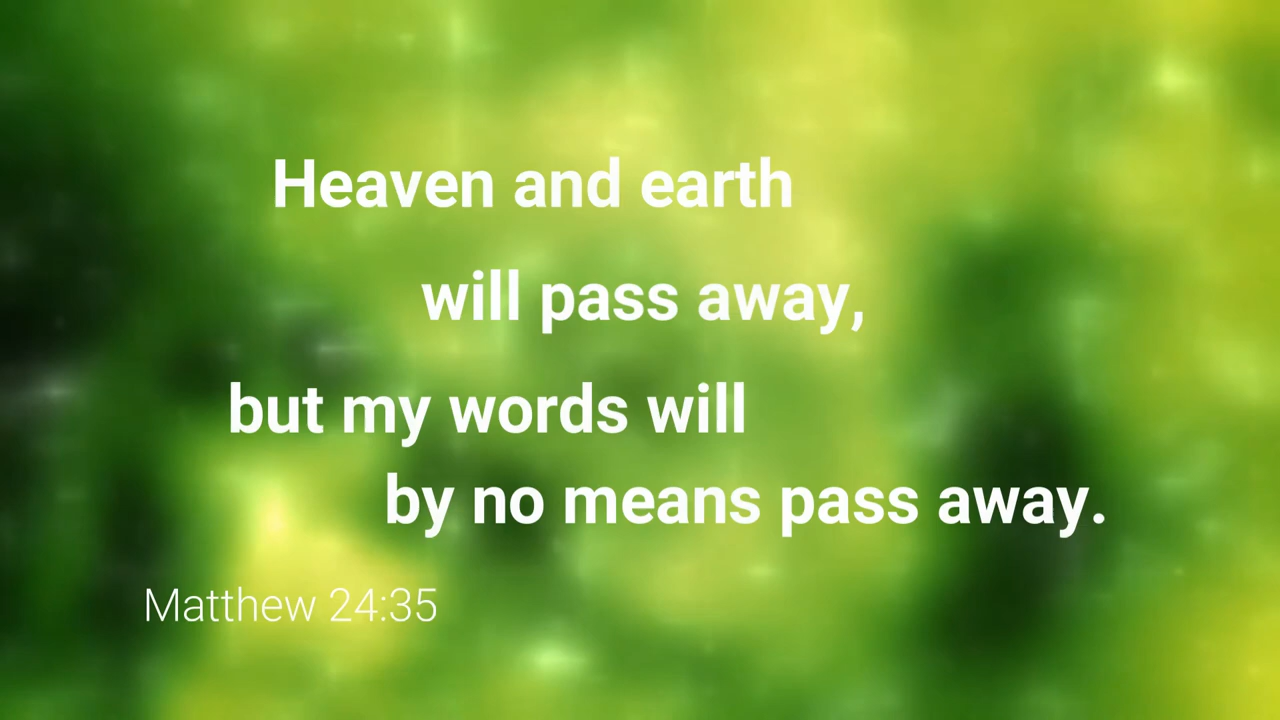 Heaven and earth
will pass away,
but my words will
by no means pass away.
Matthew 24:35